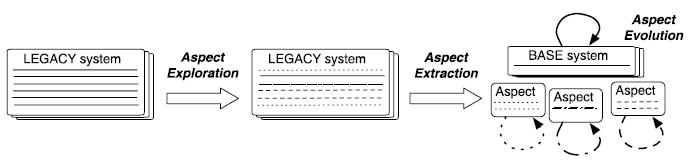 LEGACY system
Aspect
Exploration
LEGACY system
Aspect
Extraction
Aspect
Evolution
BASE system
Aspect
Aspect
Aspect